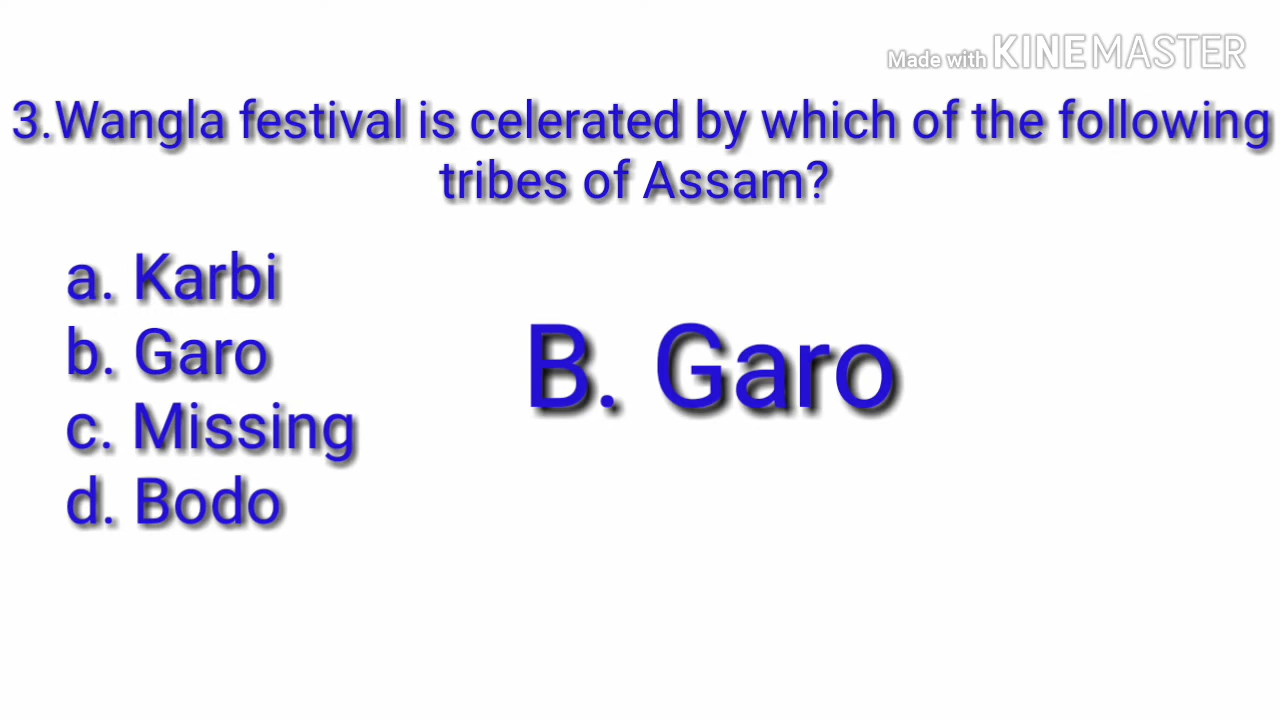 Made with KINEMASTER
3.Wangla festival is celerated by which of the following
tribes of Assam?
a. Karbi
b. Garo
B. Garo
c. Missing
d. Bodo